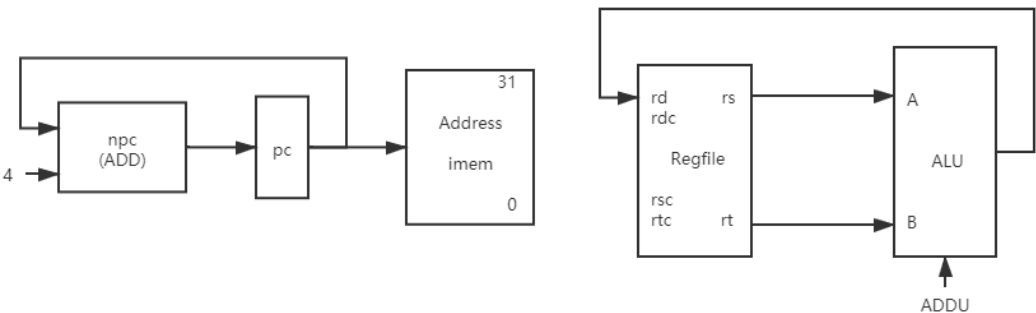 npc
(ADD)
4
pc
31
Address
imem
0
rd
rs
rdc
Regfile
rsc
rtc
rt
A
ALU
B
ADDU